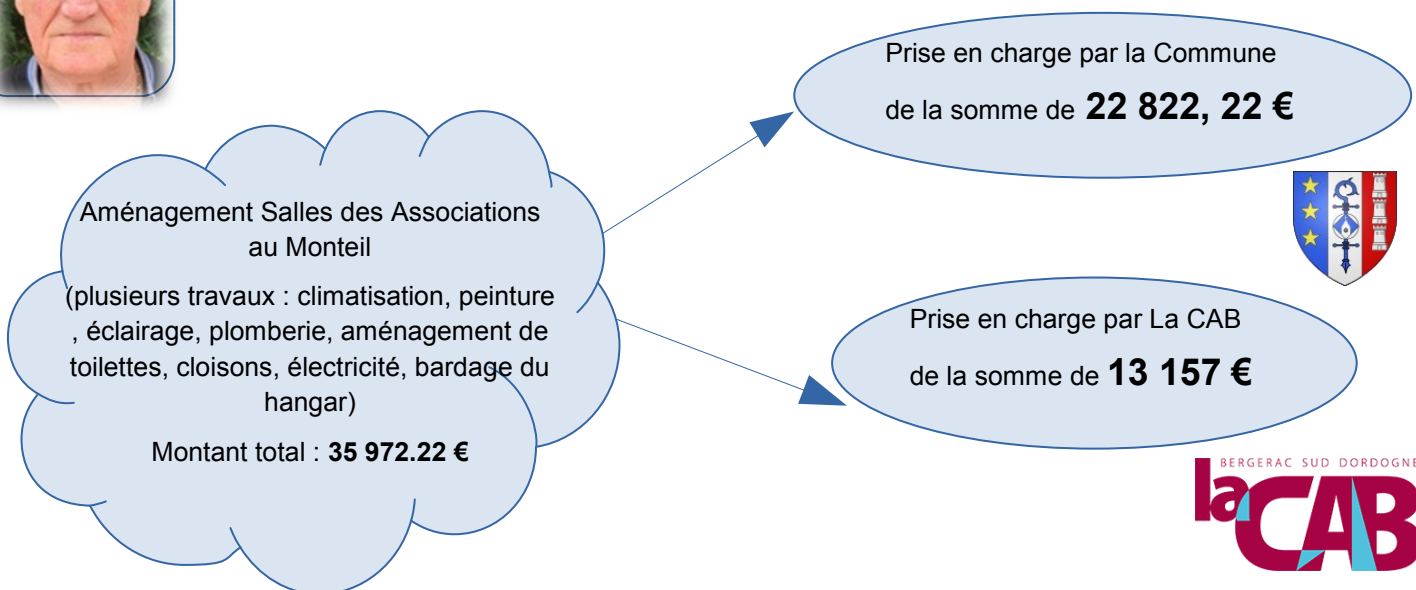 Prise en charge par la Commune
de la somme de 22 822, 22 €
Aménagement Salles des Associations
au Monteil
(plusieurs travaux : climatisation, peinture
, éclairage, plomberie, aménagement de
toilettes, cloisons, électricité, bardage du
hangar)
Montant total : 35 972.22 €
Prise en charge par La CAB
de la somme de 13 157 €
BERGERAC SUD DORDOGNE
la CAB